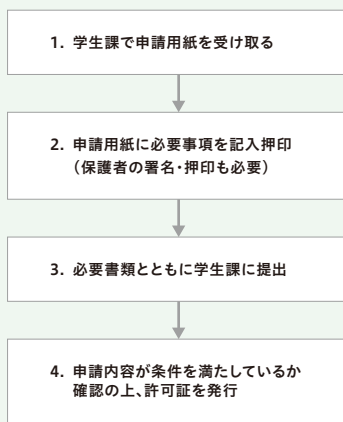 1. 学生課で申請用紙を受け取る
2. 申請用紙に必要事項を記入押印
（保護者の署名・押印も必要）
3. 必要書類とともに学生課に提出
4. 申請内容が条件を満たしているか
確認の上、許可証を発行